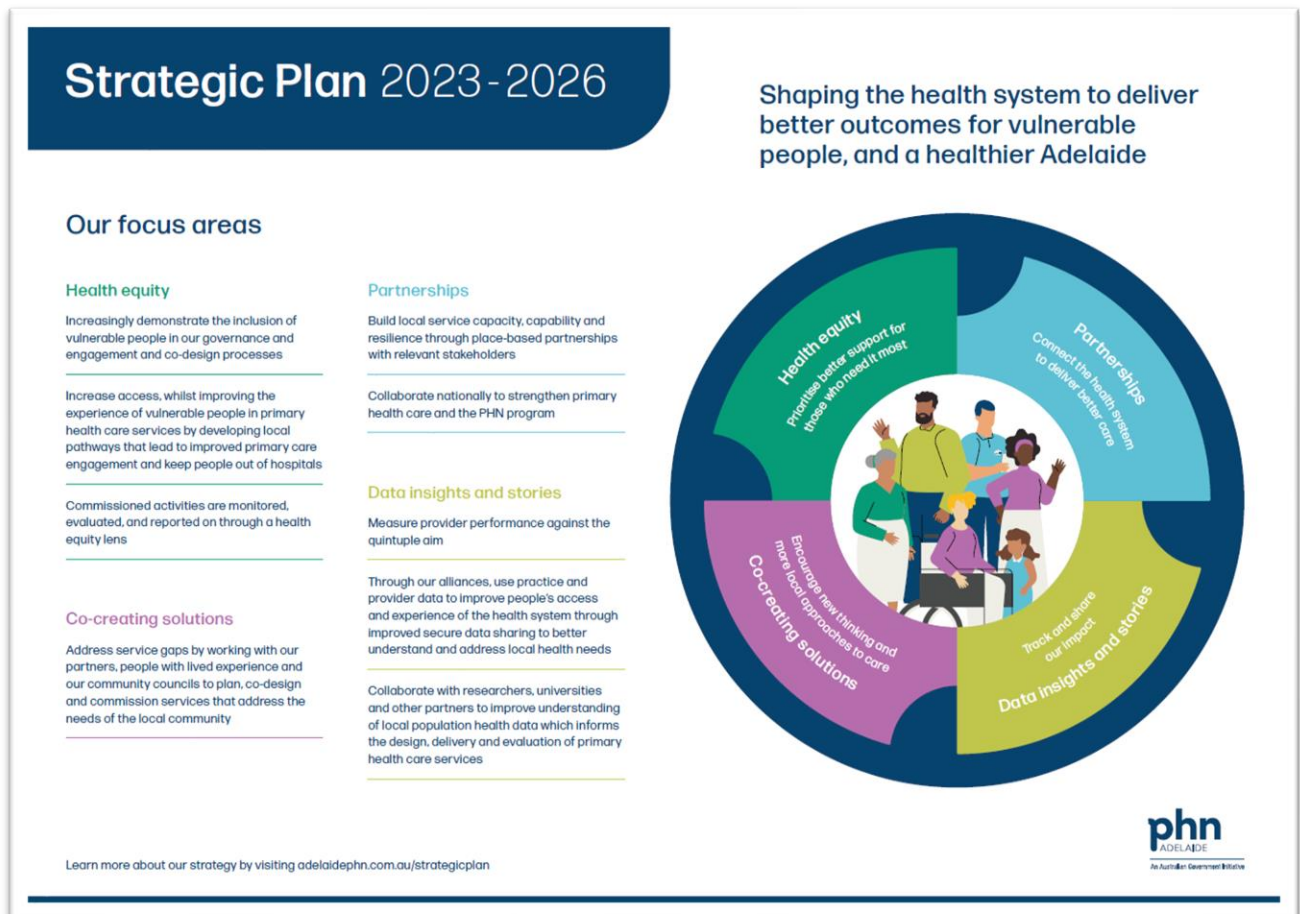 Strategic Plan 2023-2026
Shaping the health system to deliver
better outcomes for vulnerable
people, and a healthier Adelaide
Our focus areas
Health equity
Increasingly demonstrate the inclusion of
vulnerable people in our governance and
engagement and co-design processes
Increase access, whilst improving the
experience of vulnerable people in primary
health care services by developing local
pathways that lead to improved primary care
engagement and keep people out of hospitals
Commissioned activities are monitored,
evaluated, and reported on through a health
equity lens
Co-creating solutions
Address service gaps by working with our
partners, people with lived experience and
our community councils to plan, co-design
and commission services that address the
needs of the local community
Partnerships
Build local service capacity, capability and
resilience through place-based partnerships
with relevant stakeholders
Collaborate nationally to strengthen primary
health care and the PHN program
Data insights and stories
Measure provider performance against the
quintuple aim
Through our alliances, use practice and
provider data to improve people's access
and experience of the health system through
improved secure data sharing to better
understand and address local health needs
Collaborate with researchers, universities
and other partners to improve understanding
of local population health data which informs
the design, delivery and evaluation of primary
health care services
Health equity
Prioritise better support for
those who need it most
Partnerships
Connect the health system
to deliver better care
Encourage new thinking and
more local approaches to care
Co-creating solutions
Track and share
our impact
Data insights and stories
Learn more about our strategy by visiting adelaidephn.com.au/strategicplan
phn
ADELAIDE
An Australian Government Initiative